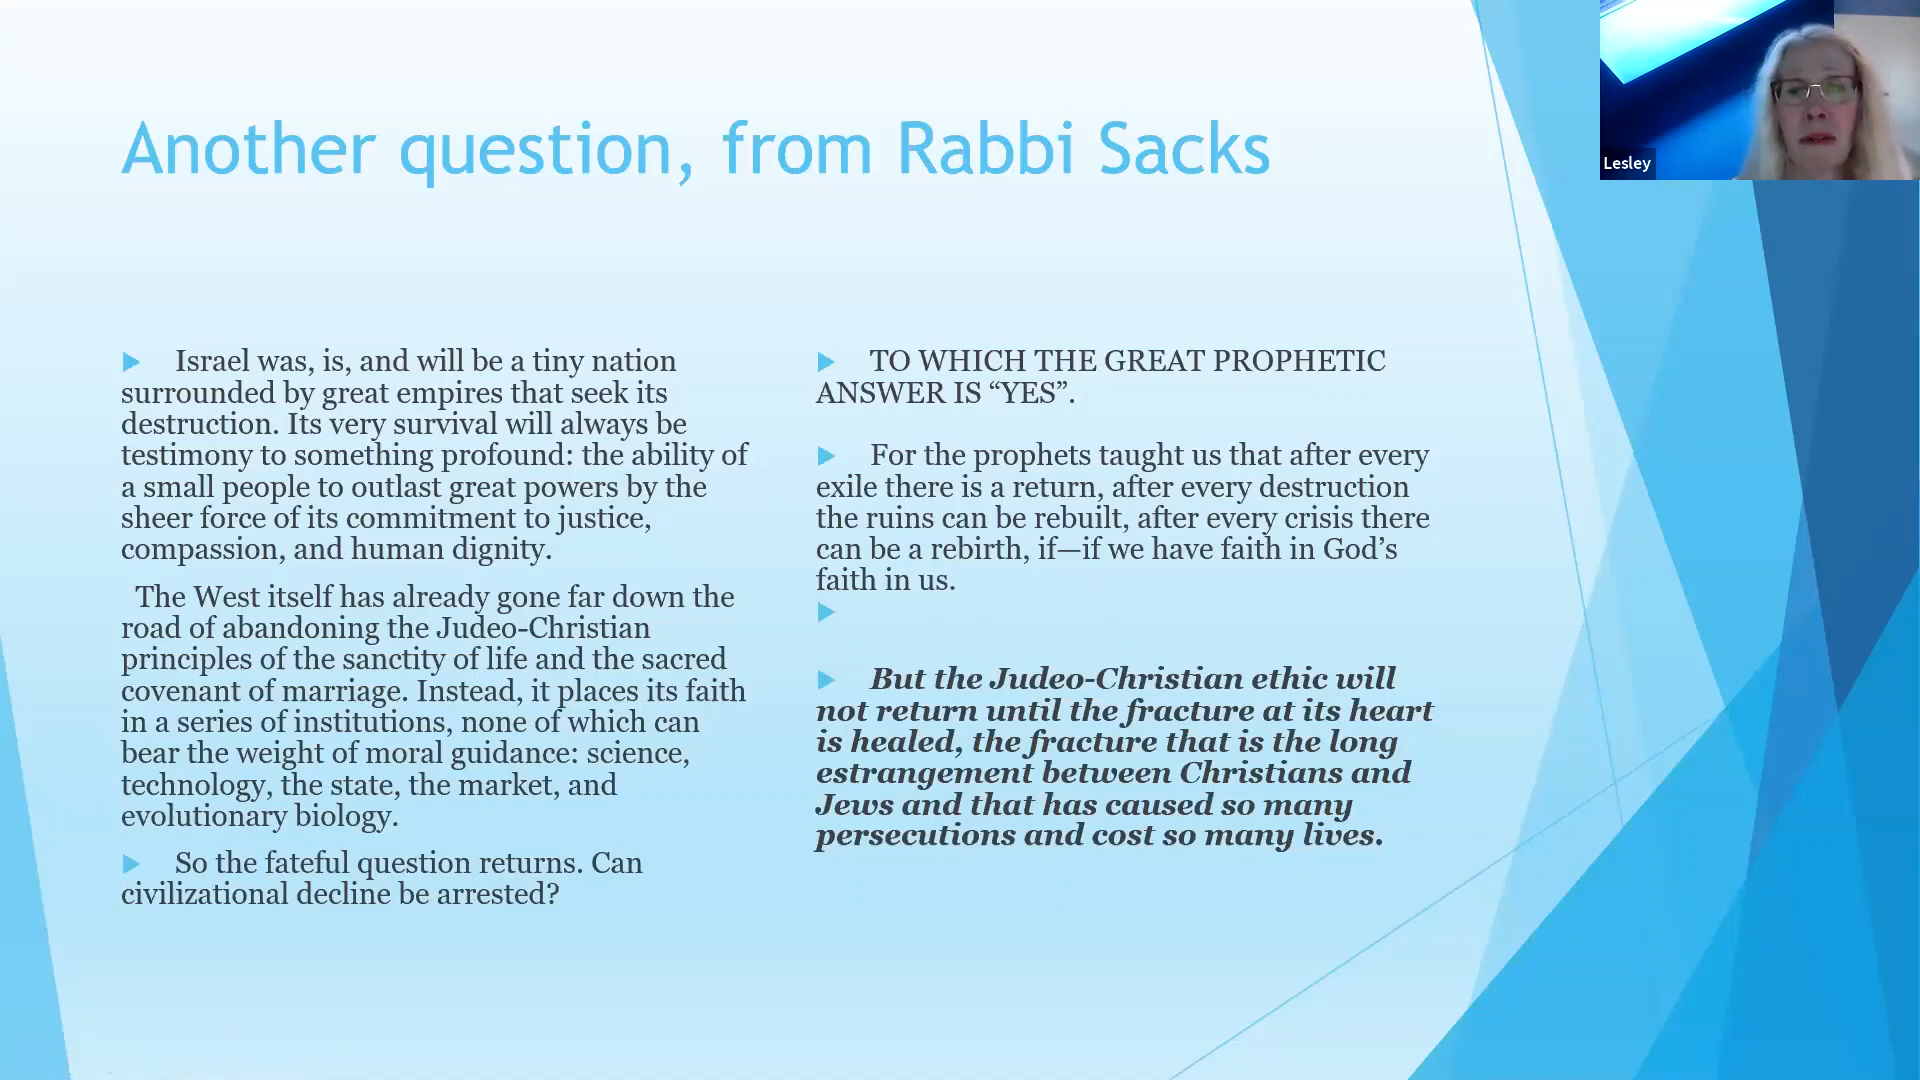 Another question, from Rabbi Sacks
Israel was, is, and will be a tiny nation
surrounded by great empires that seek its
destruction. Its very survival will always be
testimony to something profound: the ability of
a small people to outlast great powers by the
sheer force of its commitment to justice,
compassion, and human dignity.
The West itself has already gone far down the
road of abandoning the Judeo-Christian
principles of the sanctity of life and the sacred
covenant of marriage. Instead, it places its faith
in a series of institutions, none of which can
bear the weight of moral guidance: science,
technology, the state, the market, and
evolutionary biology.
So the fateful question returns. Can
civilizational decline be arrested?
TO WHICH THE GREAT PROPHETIC
ANSWER IS “YES”.
For the prophets taught us that after every
exile there is a return, after every destruction
the ruins can be rebuilt, after every crisis there
can be a rebirth, if—if we have faith in God’s
faith in us.
But the Judeo-Christian ethic will
not return until the fracture at its heart
is healed, the fracture that is the long
estrangement between Christians and
Jews and that has caused so many
persecutions and cost so many lives.
Lesley